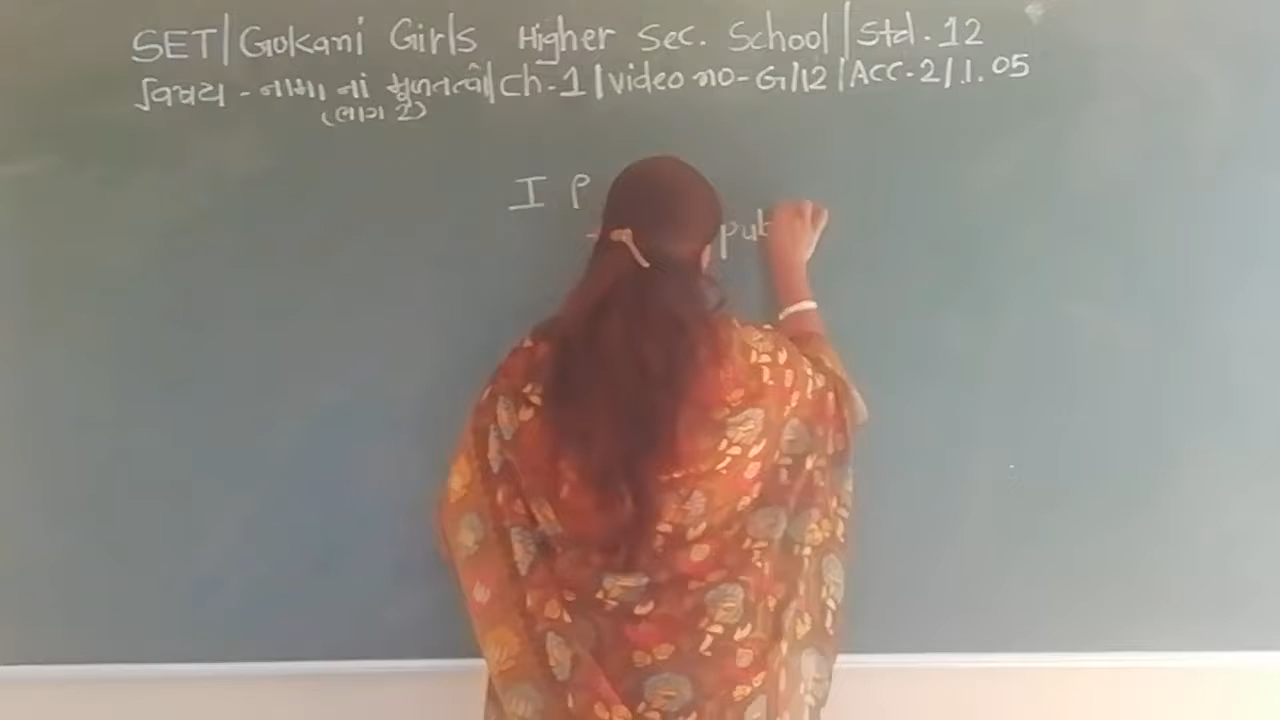 SET | Gokani Girls Higher Sec. School | Std. 12
વિષય - નામા નાં મૂળતત્વો | Ch-1 | Video no - G/12 | ACC-2/1.05
(ભાગ 2)
I P
pub